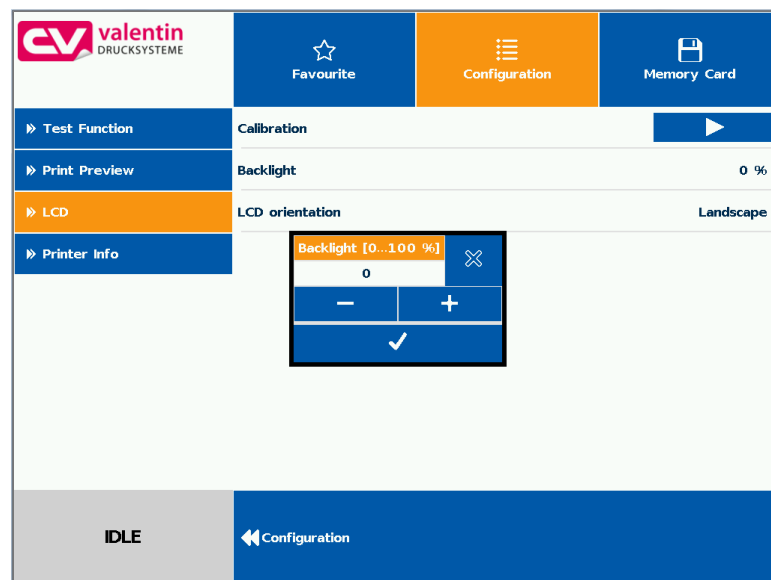 valentin
DRUCKSYSTEME
Favourite
Configuration
Memory Card
Test Function
Calibration
Print Preview
Backlight
0 %
LCD
LCD orientation
Landscape
Printer Info
Backlight [0...100 %]
0
IDLE
Configuration